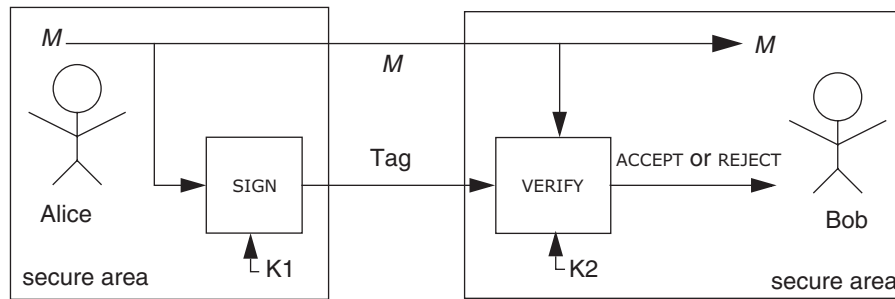 M
M
M
Alice
SIGN
Tag
VERIFY
ACCEPT or REJECT
Bob
K1
K2
secure area
secure area